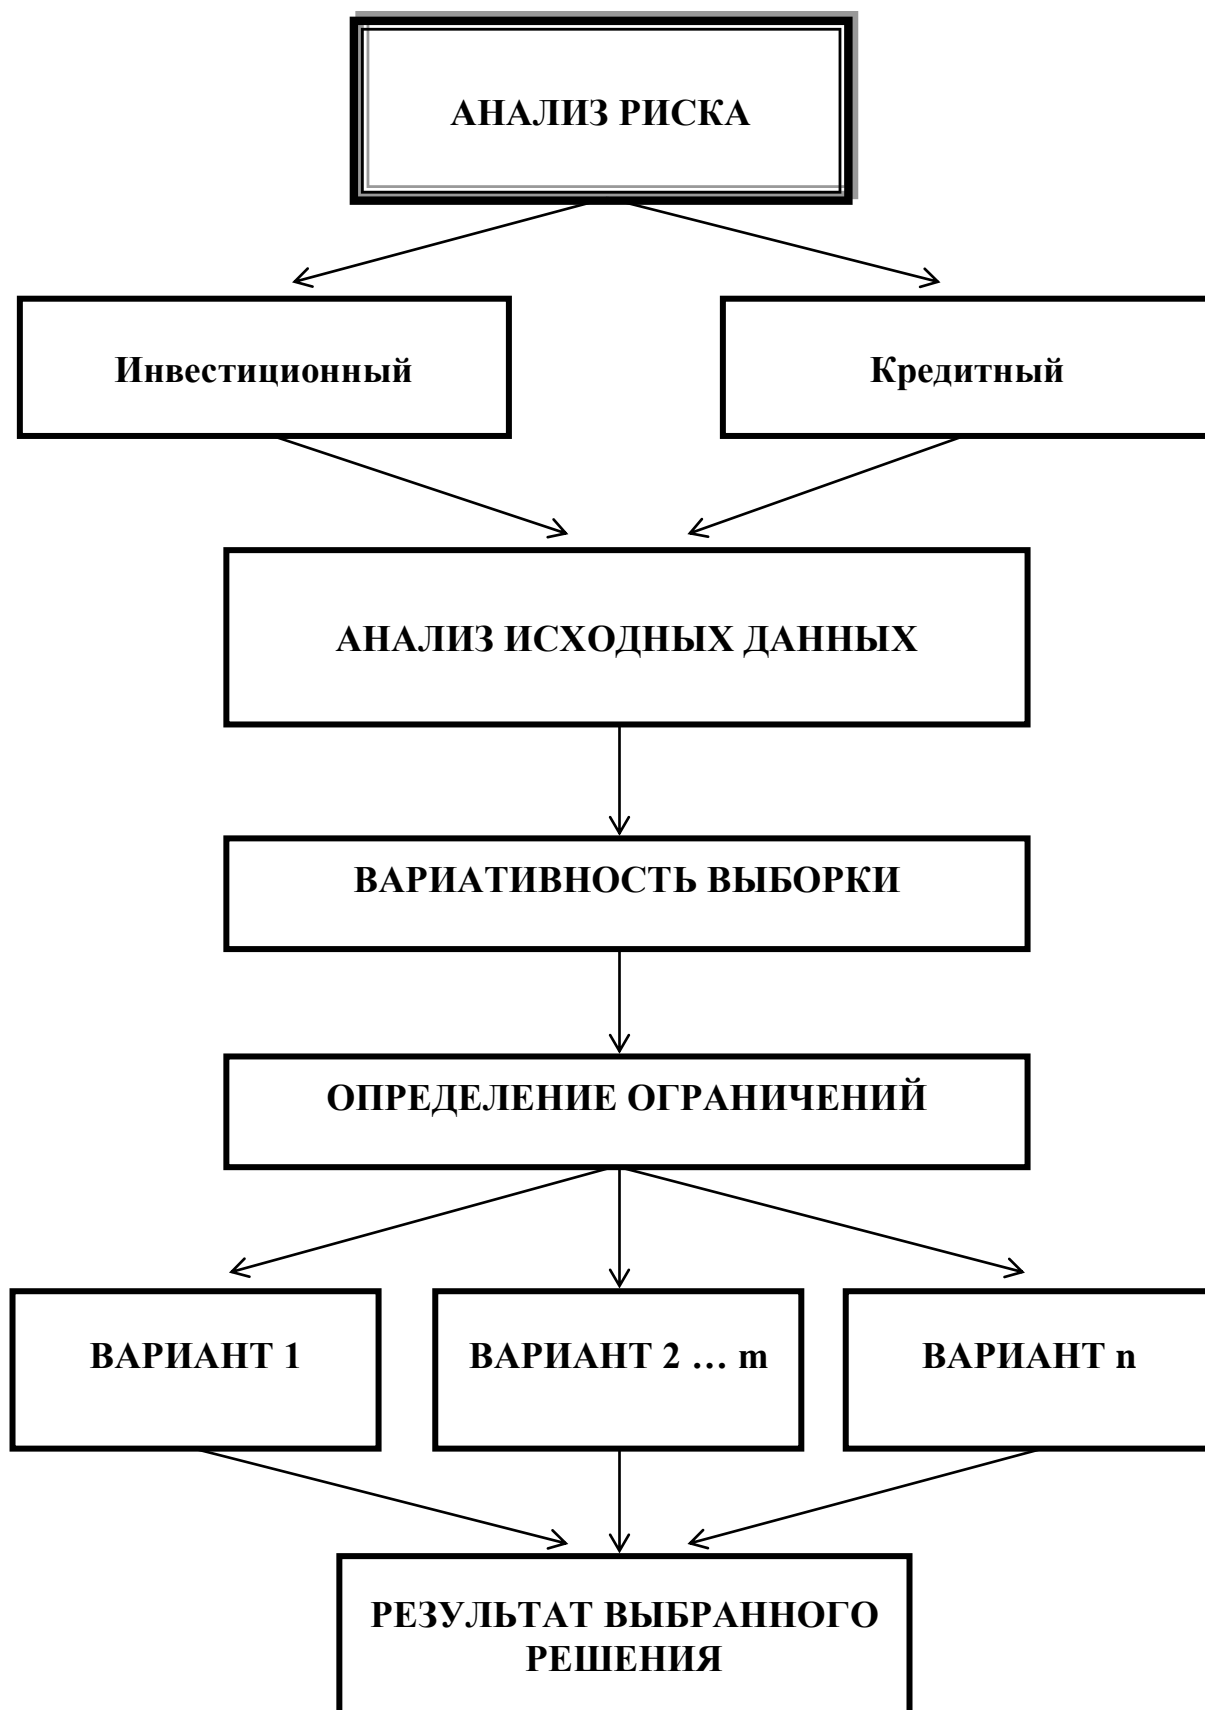 АНАЛИЗ РИСКА
Инвестиционный
Кредитный
АНАЛИЗ ИСХОДНЫХ ДАННЫХ
ВАРИАТИВНОСТЬ ВЫБОРКИ
ОПРЕДЕЛЕНИЕ ОГРАНИЧЕНИЙ
ВАРИАНТ 1
ВАРИАНТ 2 … m
ВАРИАНТ n
РЕЗУЛЬТАТ ВЫБРАННОГО
РЕШЕНИЯ